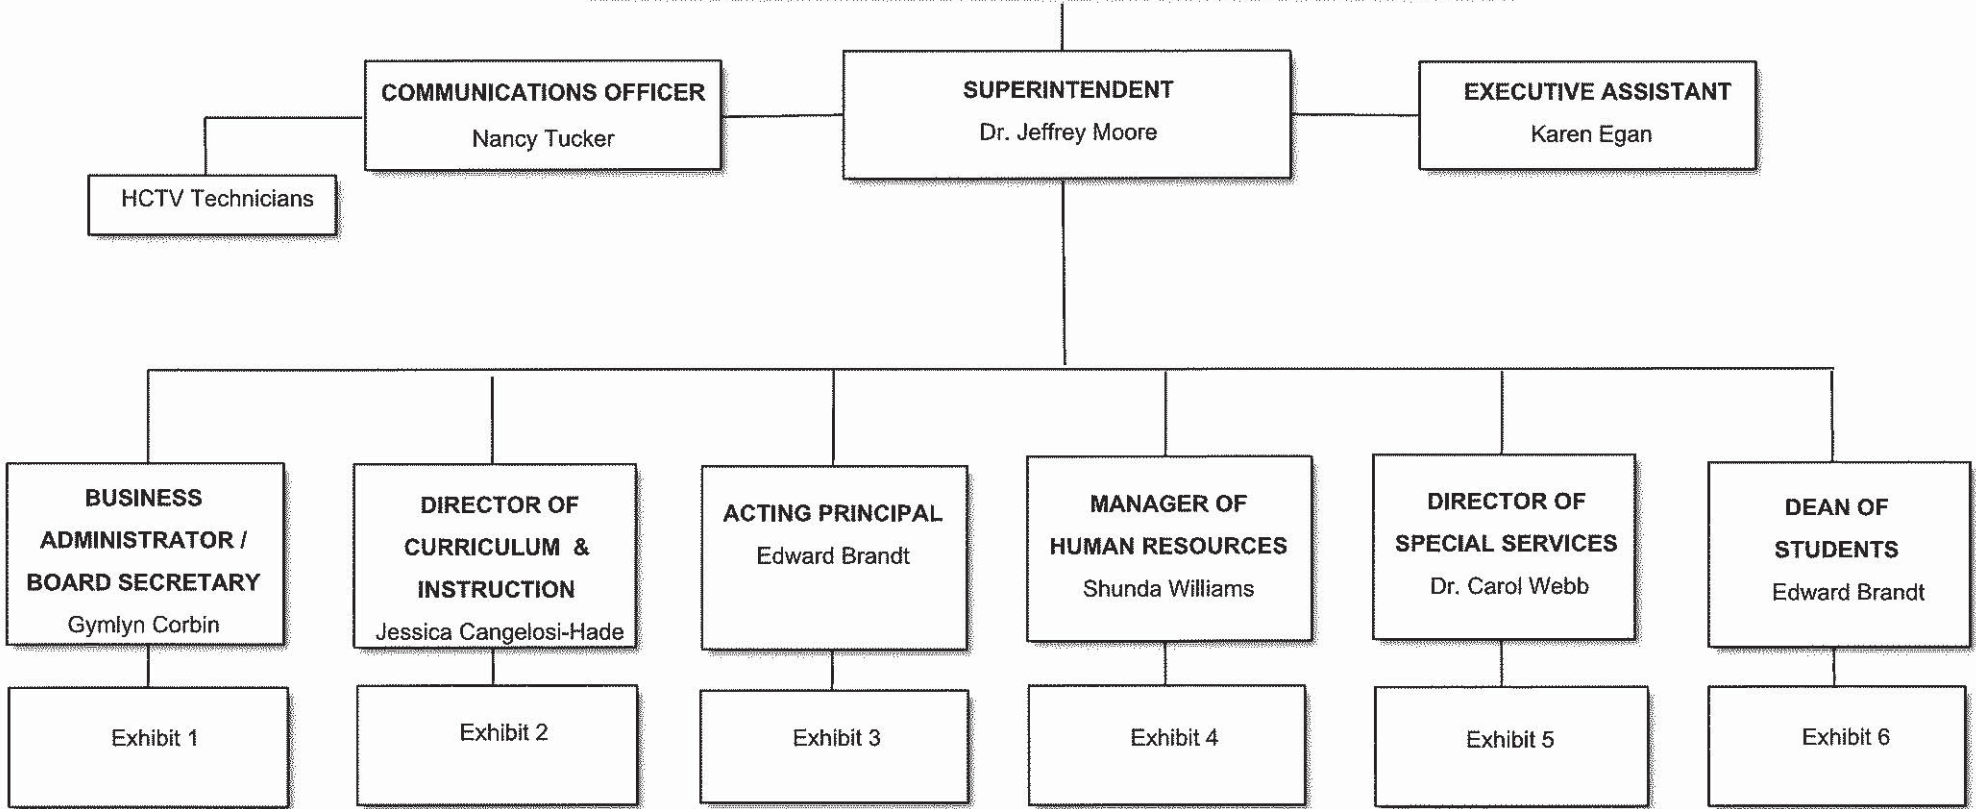 COMMUNICATIONS OFFICER
Nancy Tucker
SUPERINTENDENT
Dr. Jeffrey Moore
EXECUTIVE ASSISTANT
Karen Egan
HCTV Technicians
BUSINESS
ADMINISTRATOR /
BOARD SECRETARY
Gymlyn Corbin
DIRECTOR OF
CURRICULUM &
INSTRUCTION
Jessica Cangelosi-Hade
ACTING PRINCIPAL
Edward Brandt
MANAGER OF
HUMAN RESOURCES
Shunda Williams
DIRECTOR OF
SPECIAL SERVICES
Dr. Carol Webb
DEAN OF
STUDENTS
Edward Brandt
Exhibit 1
Exhibit 2
Exhibit 3
Exhibit 4
Exhibit 5
Exhibit 6